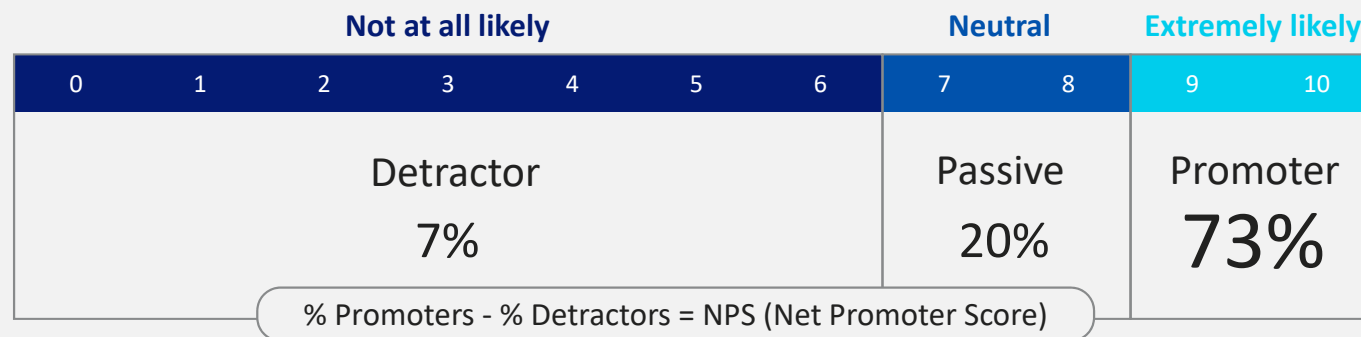 Not at all likely Neutral Extremely likely
0 1 2 3 4 5 6 7 8 9 10
Detractor Passive Promoter
7% 20% 73%
% Promoters - % Detractors = NPS (Net Promoter Score)